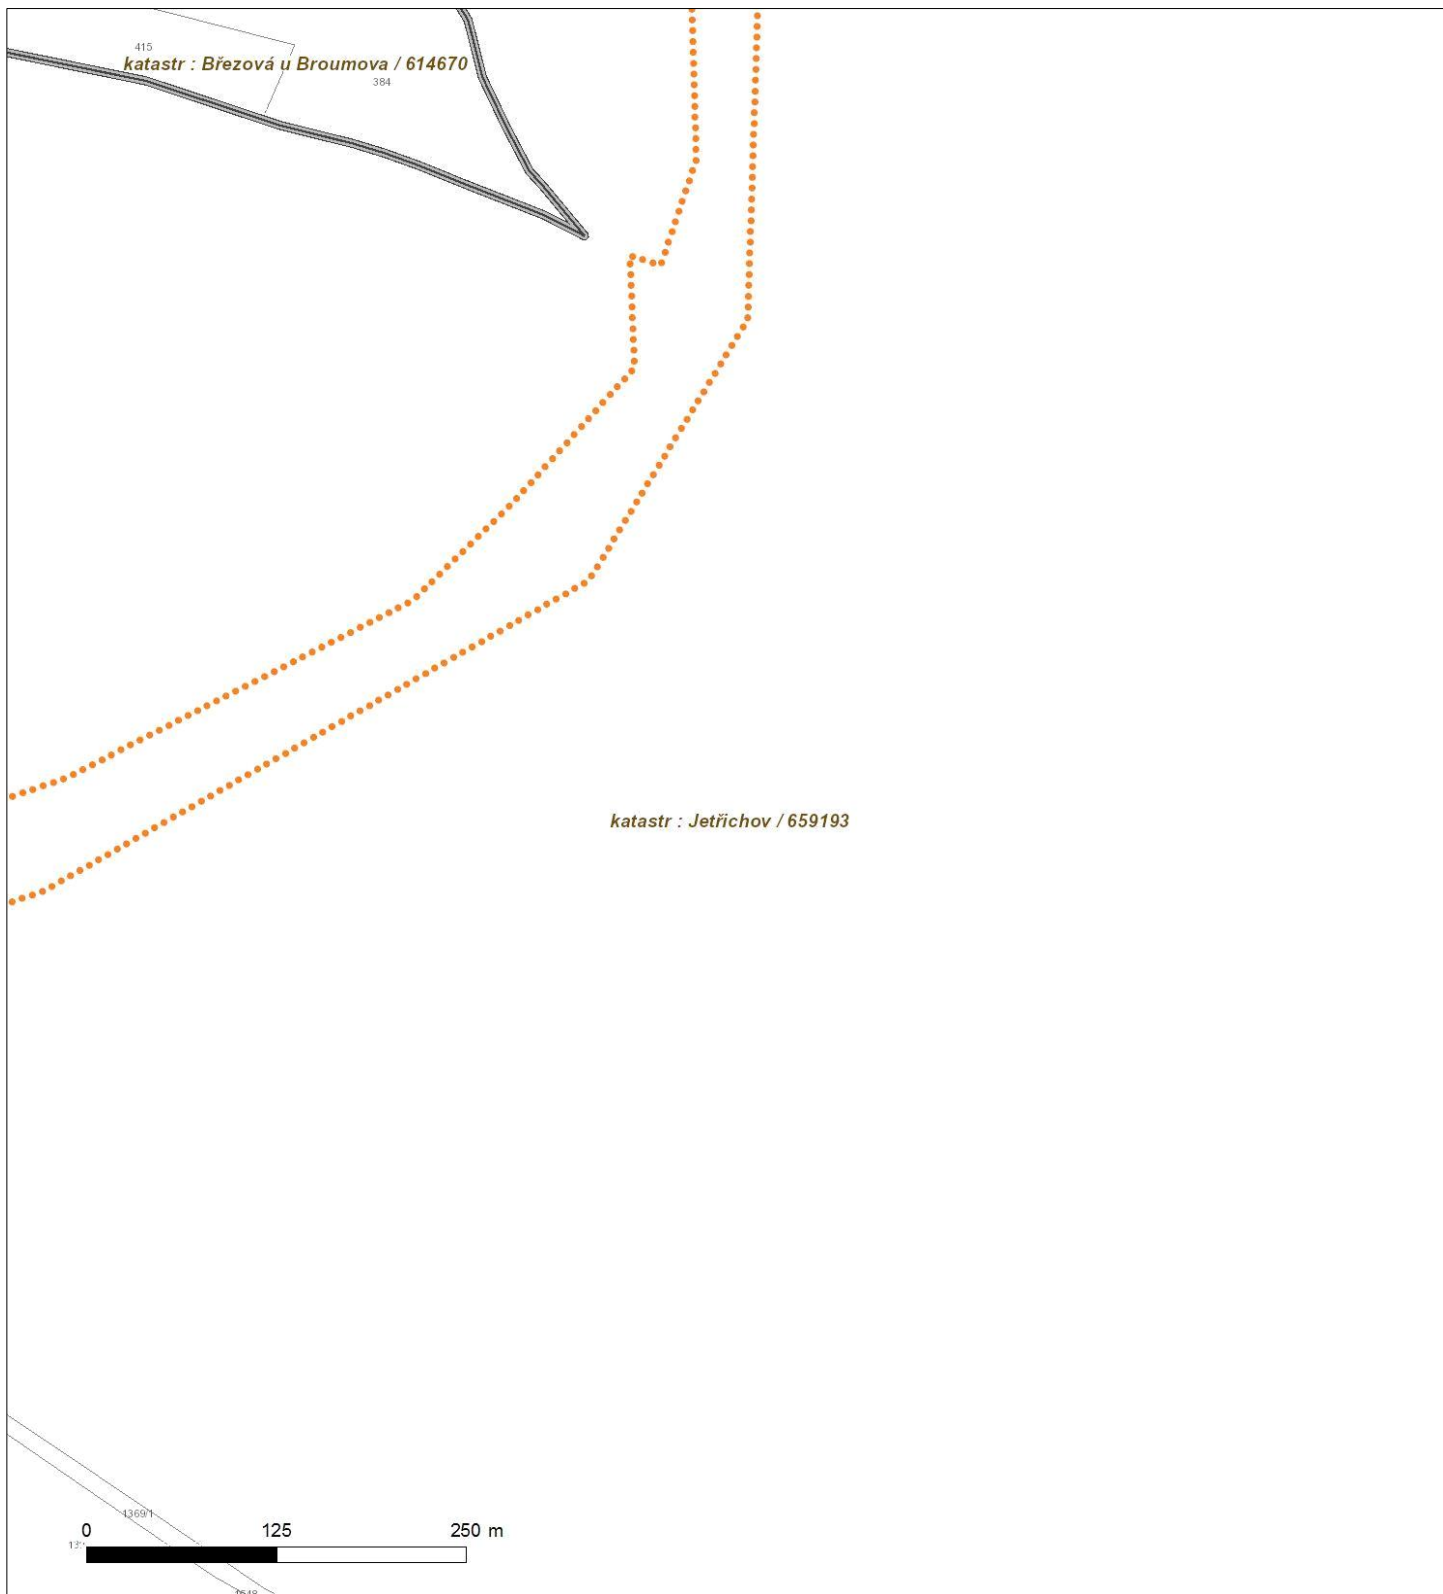 415
katastr : Březová u Broumova / 614670
384
katastr : Jetřichov / 659193
1369/1
0 125 250 m